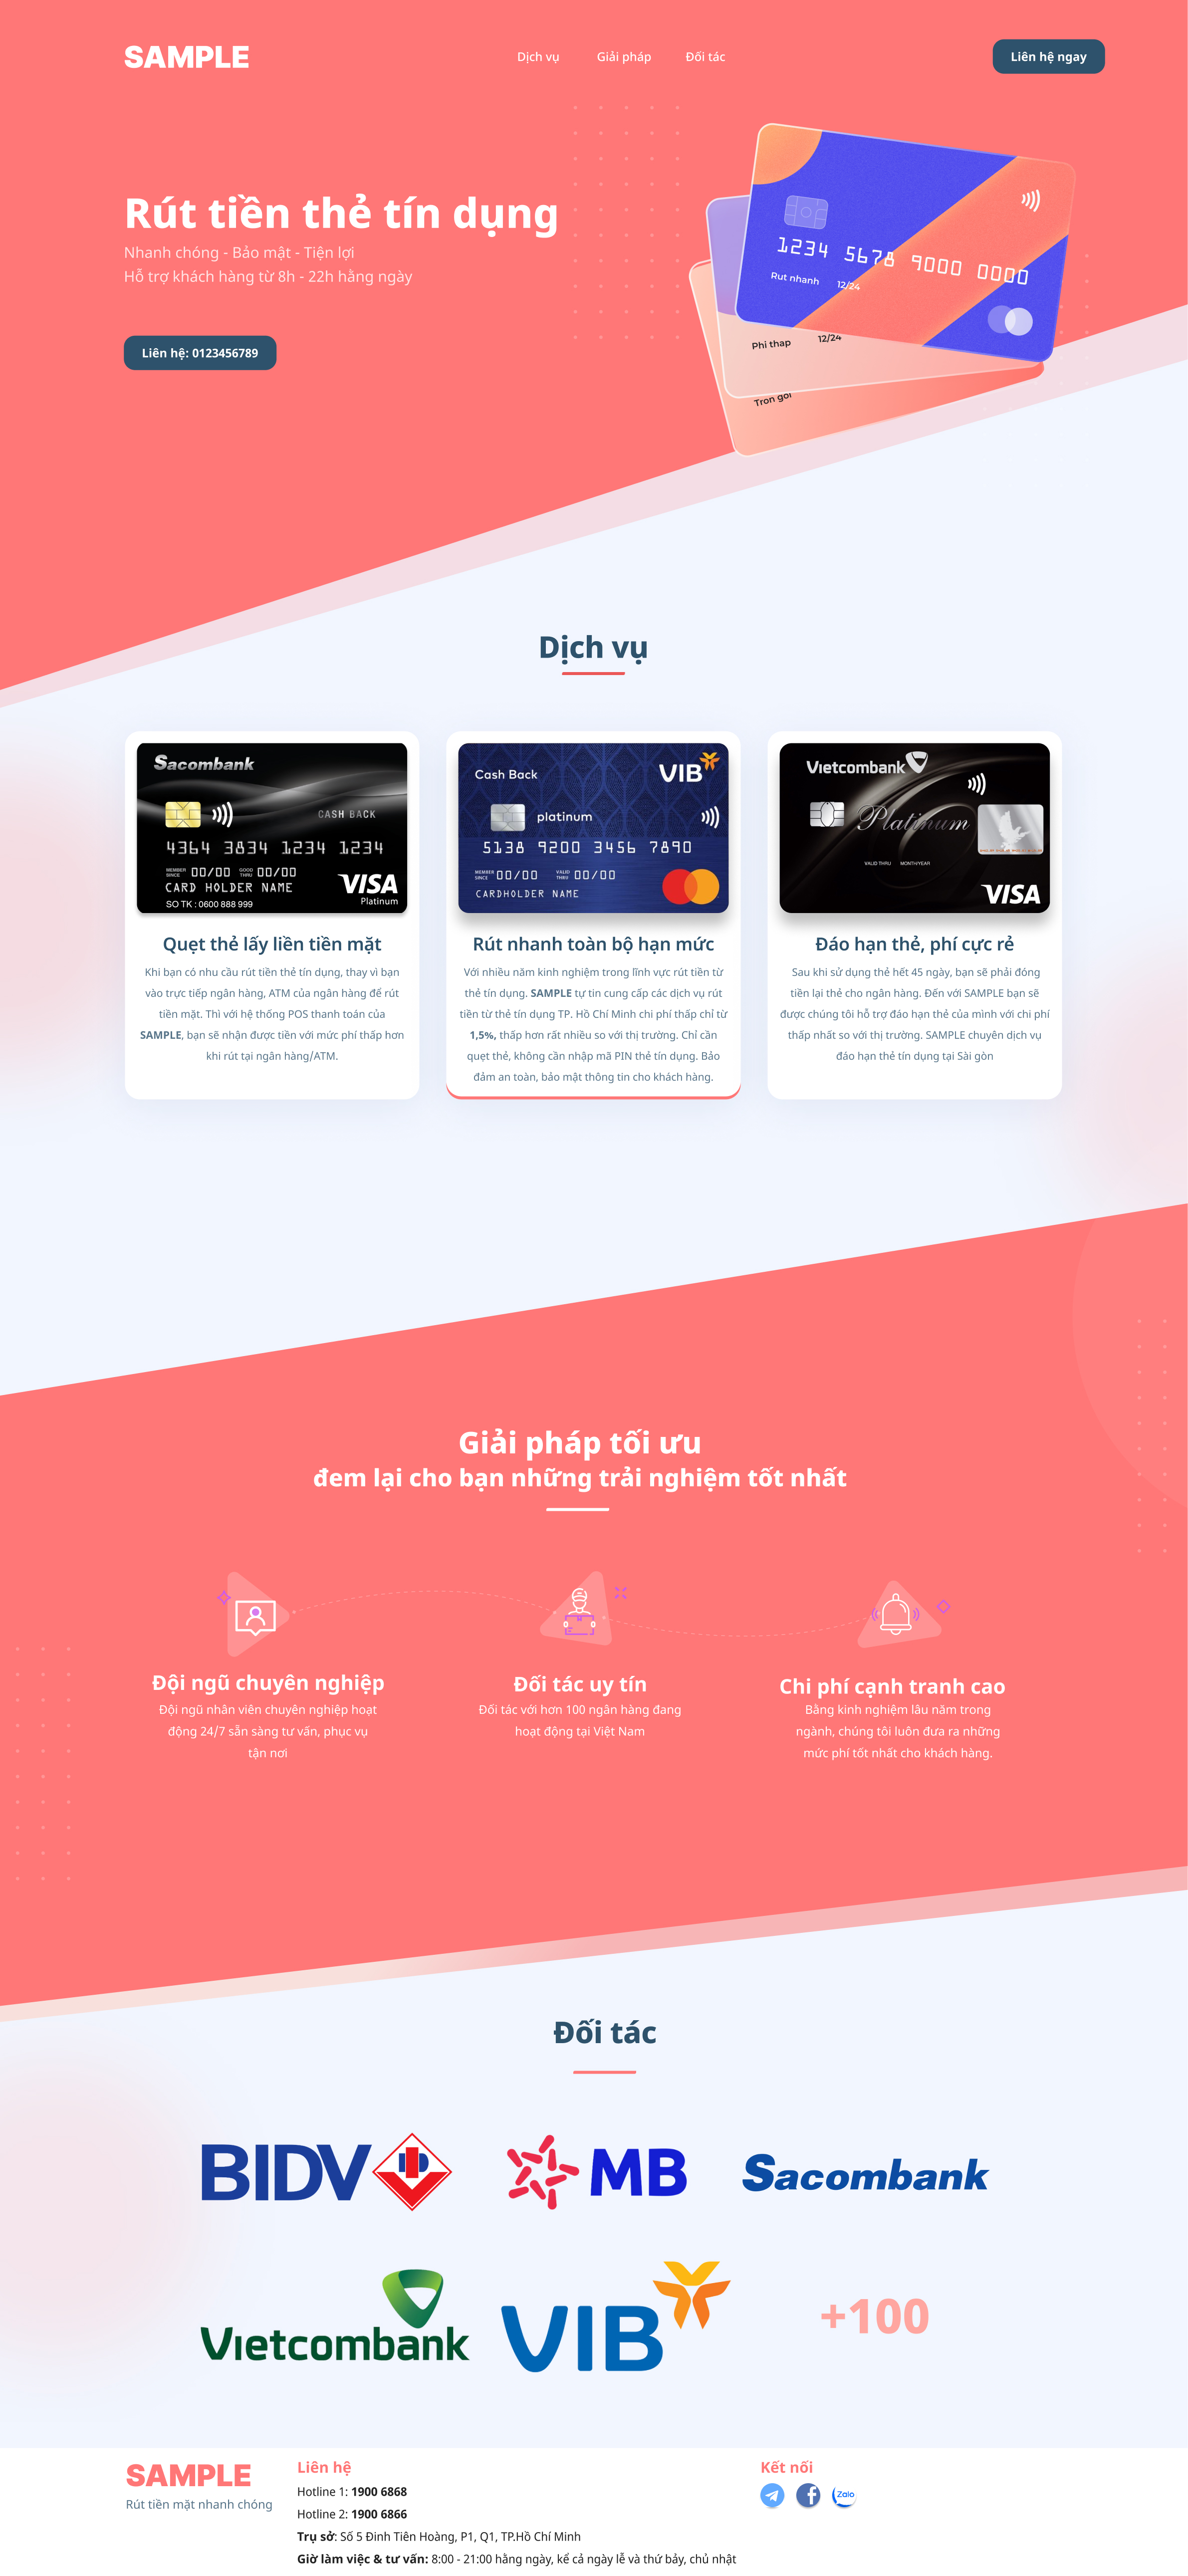 SAMPLE
Dịch vụ
Giải pháp
Đối tác
Liên hệ ngay
Rút tiền thẻ tín dụng
Nhanh chóng - Bảo mật - Tiện lợi
Hỗ trợ khách hàng từ 8h - 22h hằng ngày
Liên hệ: 0123456789
1234 5678 9000 0000
Rut nhanh 12/24
Phi thap 12/24
Tron goi
Dịch vụ
Sacombank
CASH BACK
4364 3834 1234 1234
MEMBER SINCE 00/00 GOOD THRU 00/00
CARD HOLDER NAME
SO TK : 0600 888 999
VISA
Platinum
Quẹt thẻ lấy liền tiền mặt
Khi bạn có nhu cầu rút tiền thẻ tín dụng, thay vì bạn
vào trực tiếp ngân hàng, ATM của ngân hàng để rút
tiền mặt. Thì với hệ thống POS thanh toán của
SAMPLE, bạn sẽ nhận được tiền với mức phí thấp hơn
khi rút tại ngân hàng/ATM.
Cash Back
VIB
platinum
5138 9200 3456 7890
MEMBER SINCE 00/00 VALID THRU 00/00
CARDHOLDER NAME
Rút nhanh toàn bộ hạn mức
Với nhiều năm kinh nghiệm trong lĩnh vực rút tiền từ
thẻ tín dụng. SAMPLE tự tin cung cấp các dịch vụ rút
tiền từ thẻ tín dụng TP. Hồ Chí Minh chi phí thấp chỉ từ
1,5%, thấp hơn rất nhiều so với thị trường. Chỉ cần
quẹt thẻ, không cần nhập mã PIN thẻ tín dụng. Bảo
đảm an toàn, bảo mật thông tin cho khách hàng.
Vietcombank
Platinum
VALID THRU MONTH/YEAR
VISA
Đáo hạn thẻ, phí cực rẻ
Sau khi sử dụng thẻ hết 45 ngày, bạn sẽ phải đóng
tiền lại thẻ cho ngân hàng. Đến với SAMPLE bạn sẽ
được chúng tôi hỗ trợ đáo hạn thẻ của mình với chi phí
thấp nhất so với thị trường. SAMPLE chuyên dịch vụ
đáo hạn thẻ tín dụng tại Sài gòn
Giải pháp tối ưu
đem lại cho bạn những trải nghiệm tốt nhất
Đội ngũ chuyên nghiệp
Đội ngũ nhân viên chuyên nghiệp hoạt
động 24/7 sẵn sàng tư vấn, phục vụ
tận nơi
Đối tác uy tín
Đối tác với hơn 100 ngân hàng đang
hoạt động tại Việt Nam
Chi phí cạnh tranh cao
Bằng kinh nghiệm lâu năm trong
ngành, chúng tôi luôn đưa ra những
mức phí tốt nhất cho khách hàng.
Đối tác
BIDV
MB
Sacombank
Vietcombank
VIB
+100
SAMPLE
Rút tiền mặt nhanh chóng
Liên hệ
Hotline 1: 1900 6868
Hotline 2: 1900 6866
Trụ sở: Số 5 Đinh Tiên Hoàng, P1, Q1, TP.Hồ Chí Minh
Giờ làm việc & tư vấn: 8:00 - 21:00 hằng ngày, kể cả ngày lễ và thứ bảy, chủ nhật
Kết nối
Zalo